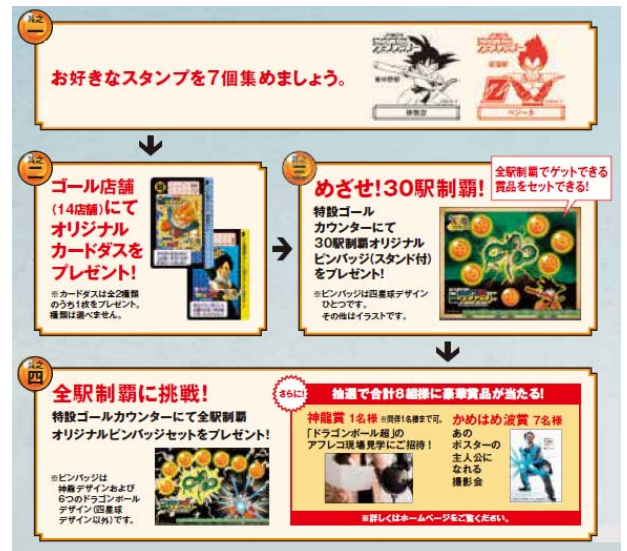 其之一
お好きなスタンプを7個集めましょう。
孫悟空
ベジータ
其之二
ゴール店舗
(14店舗)にて
オリジナル
カードダスを
プレゼント!
※カードダスは全2種類
のうち1枚をプレゼント。
種類は選べません。
其之三
めざせ!30駅制覇!
全駅制覇でゲットできる
賞品をセットできる!
特設ゴール
カウンターにて
30駅制覇オリジナル
ピンバッジ(スタンド付)
をプレゼント!
※ピンバッジは四星球デザイン
ひとつです。
その他はイラストです。
其之四
全駅制覇に挑戦!
特設ゴールカウンターにて全駅制覇
オリジナルピンバッジセットをプレゼント!
※ピンバッジは
神龍デザインおよび
6つのドラゴンボール
デザイン(四星球
デザイン以外)です。
さらに!
抽選で合計8組様に豪華賞品が当たる!
神龍賞 1名様 ※同伴1名様まで可。
「ドラゴンボール超」の
アフレコ現場見学にご招待!
かめはめ波賞 7名様
あの
ポスターの
主人公に
なれる
撮影会
※詳しくはホームページをご覧ください。